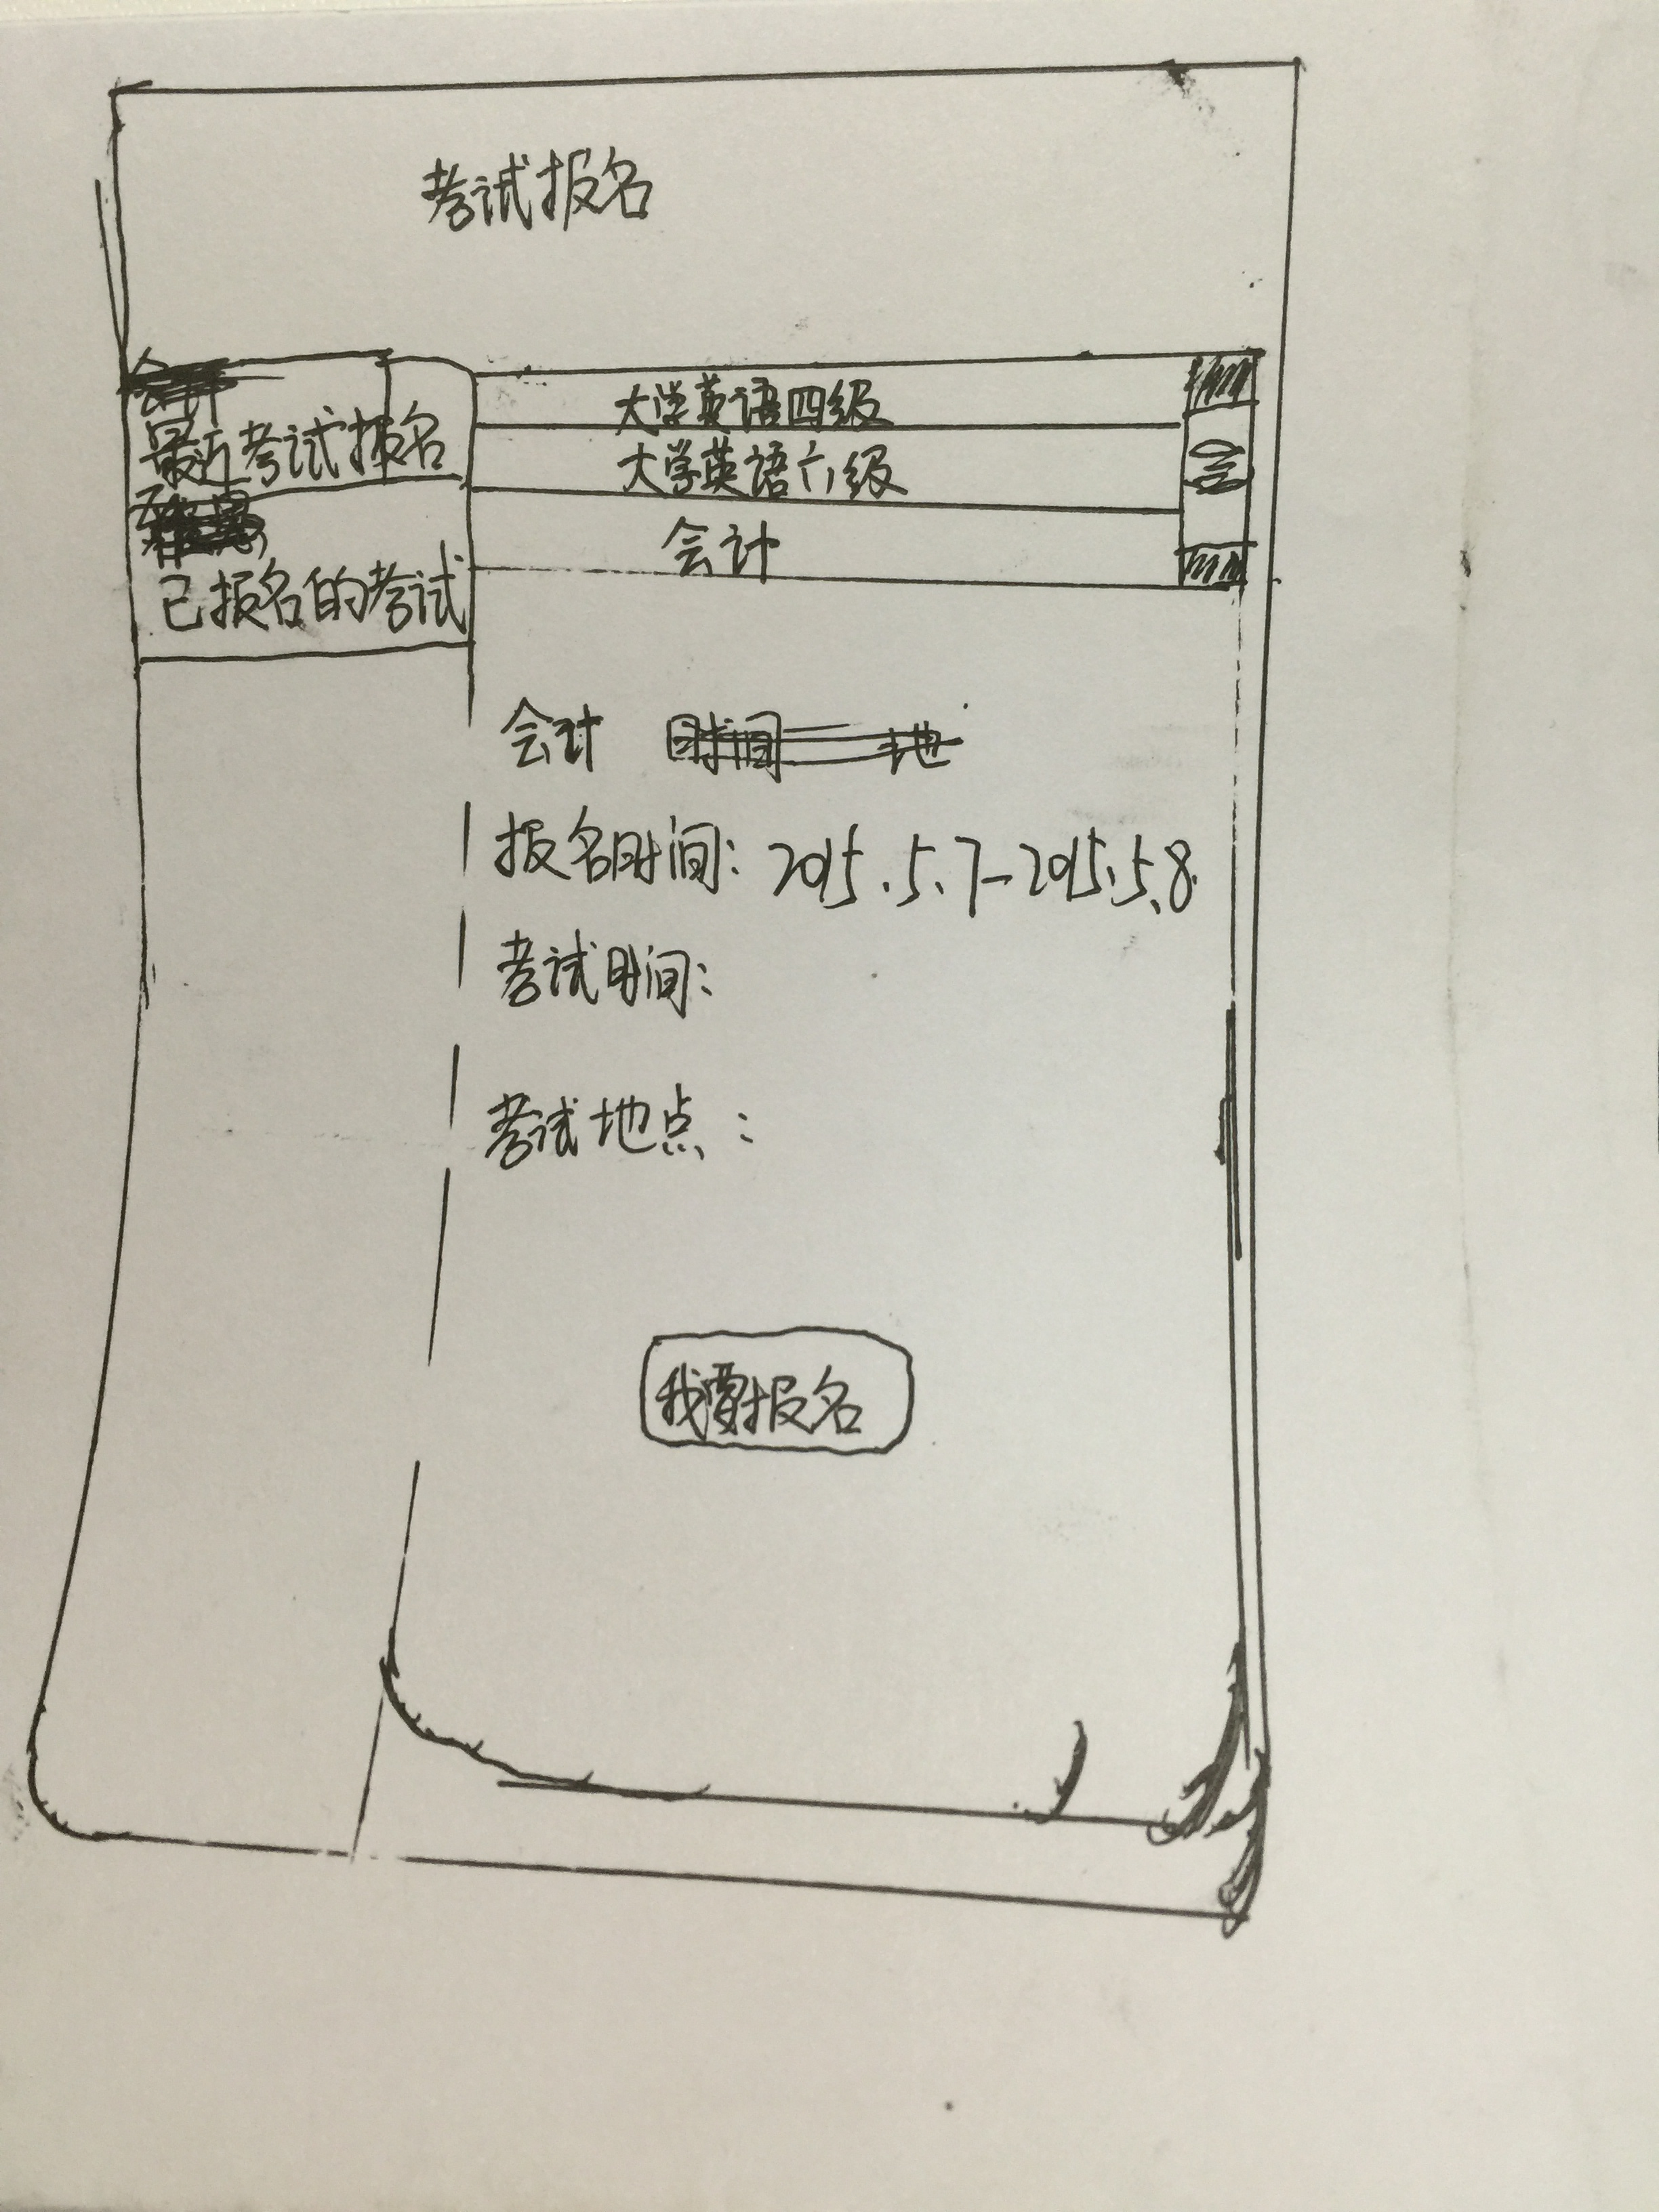 考试报名
最近考试报名
已报名的考试
大学英语四级
大学英语六级
会计
会计
报名时间: 2015.5.7-2015.5.8
考试时间:
考试地点:
我要报名